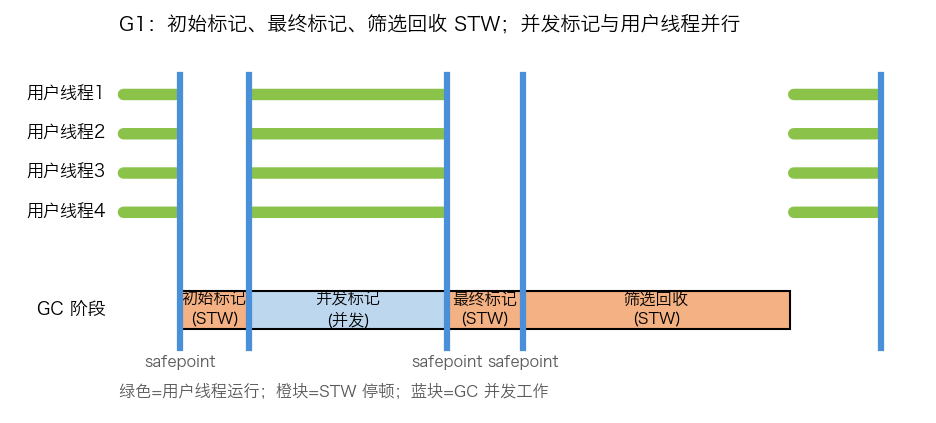 G1：初始标记、最终标记、筛选回收 STW；并发标记与用户线程并行
用户线程1
用户线程2
用户线程3
用户线程4
GC 阶段
初始标记
(STW)
并发标记
(并发)
最终标记
(STW)
筛选回收
(STW)
safepoint
safepoint
safepoint
绿色=用户线程运行；橙块=STW 停顿；蓝块=GC 并发工作